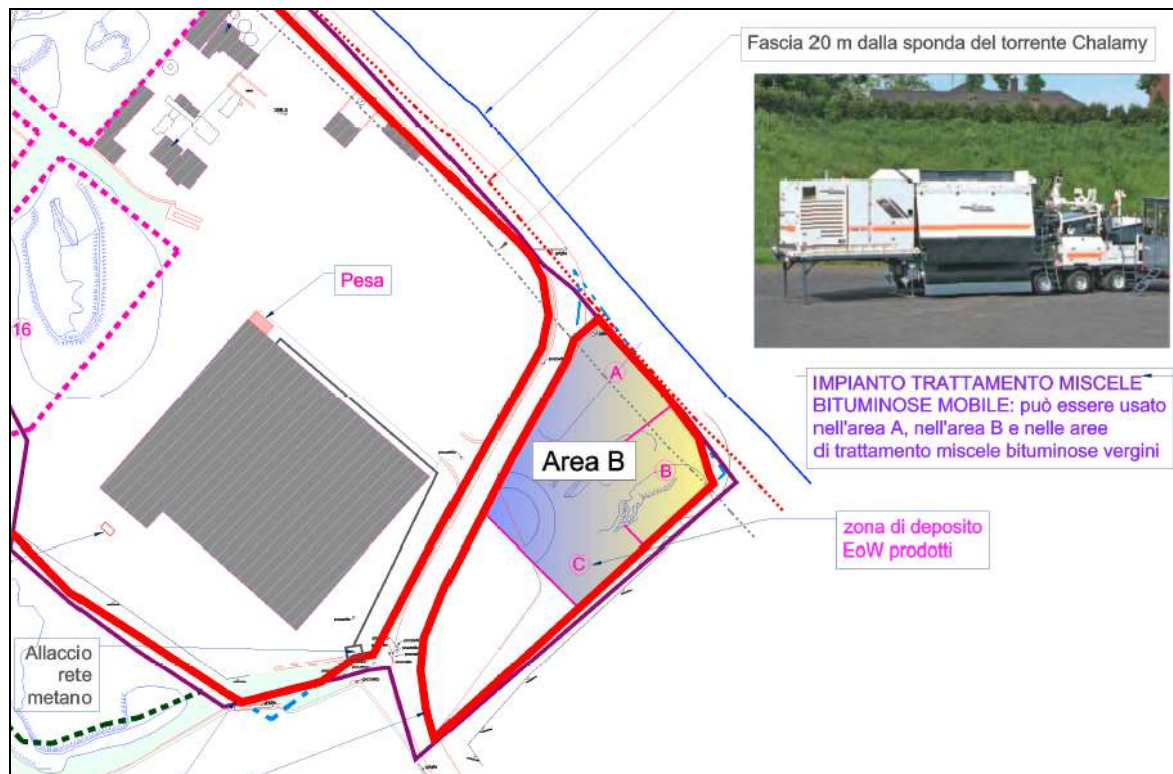 Fascia 20 m dalla sponda del torrente Chalamy
Pesa
16
A
Area B
B
C
IMPIANTO TRATTAMENTO MISCELE
BITUMINOSE MOBILE: può essere usato
nell'area A, nell'area B e nelle aree
di trattamento miscele bituminose vergini
zona di deposito
EoW prodotti
Allaccio
rete
metano